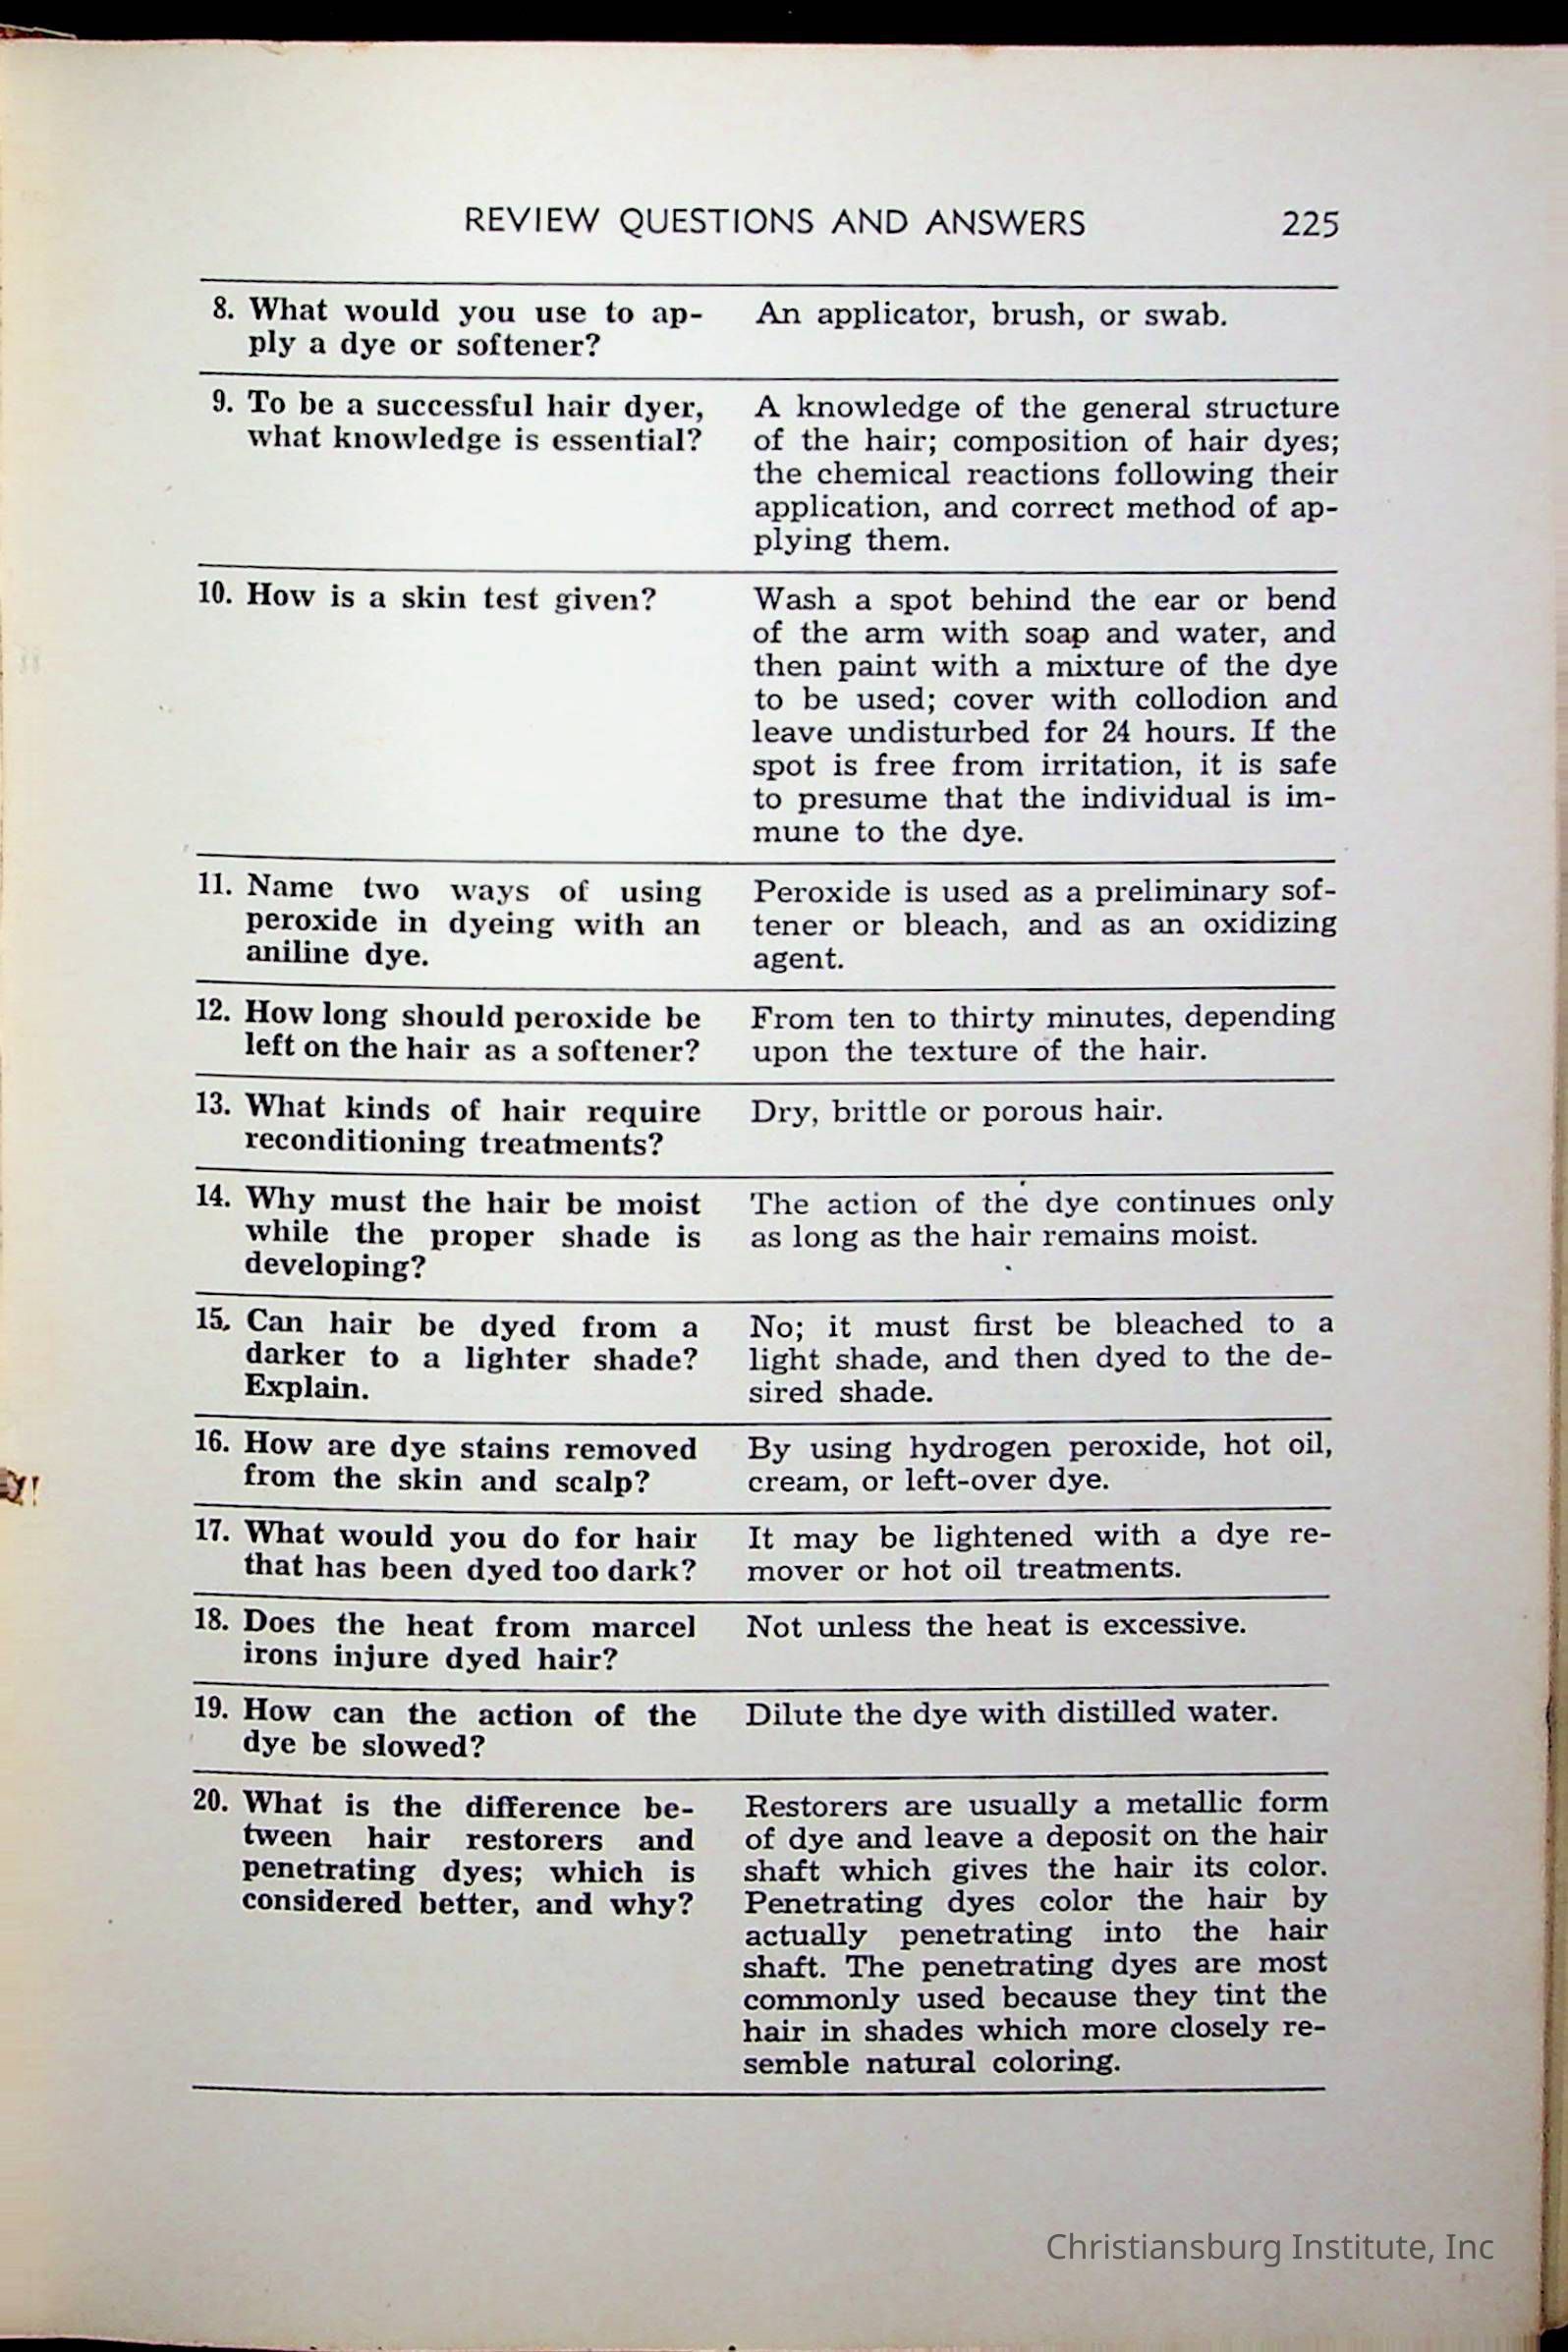 REVIEW QUESTIONS AND ANSWERS 225
8. What would you use to ap-
ply a dye or softener?
An applicator, brush, or swab.
9. To be a successful hair dyer,
what knowledge is essential?
A knowledge of the general structure
of the hair; composition of hair dyes;
the chemical reactions following their
application, and correct method of ap-
plying them.
10. How is a skin test given?
Wash a spot behind the ear or bend
of the arm with soap and water, and
then paint with a mixture of the dye
to be used; cover with collodion and
leave undisturbed for 24 hours. If the
spot is free from irritation, it is safe
to presume that the individual is im-
mune to the dye.
11. Name two ways of using
peroxide in dyeing with an
aniline dye.
Peroxide is used as a preliminary sof-
tener or bleach, and as an oxidizing
agent.
12. How long should peroxide be
left on the hair as a softener?
From ten to thirty minutes, depending
upon the texture of the hair.
13. What kinds of hair require
reconditioning treatments?
Dry, brittle or porous hair.
14. Why must the hair be moist
while the proper shade is
developing?
The action of the dye continues only
as long as the hair remains moist.
15. Can hair be dyed from a
darker to a lighter shade?
Explain.
No; it must first be bleached to a
light shade, and then dyed to the de-
sired shade.
16. How are dye stains removed
from the skin and scalp?
By using hydrogen peroxide, hot oil,
cream, or left-over dye.
17. What would you do for hair
that has been dyed too dark?
It may be lightened with a dye re-
mover or hot oil treatments.
18. Does the heat from marcel
irons injure dyed hair?
Not unless the heat is excessive.
19. How can the action of the
dye be slowed?
Dilute the dye with distilled water.
20. What is the difference be-
tween hair restorers and
penetrating dyes; which is
considered better, and why?
Restorers are usually a metallic form
of dye and leave a deposit on the hair
shaft which gives the hair its color.
Penetrating dyes color the hair by
actually penetrating into the hair
shaft. The penetrating dyes are most
commonly used because they tint the
hair in shades which more closely re-
semble natural coloring.
Christiansburg Institute, Inc